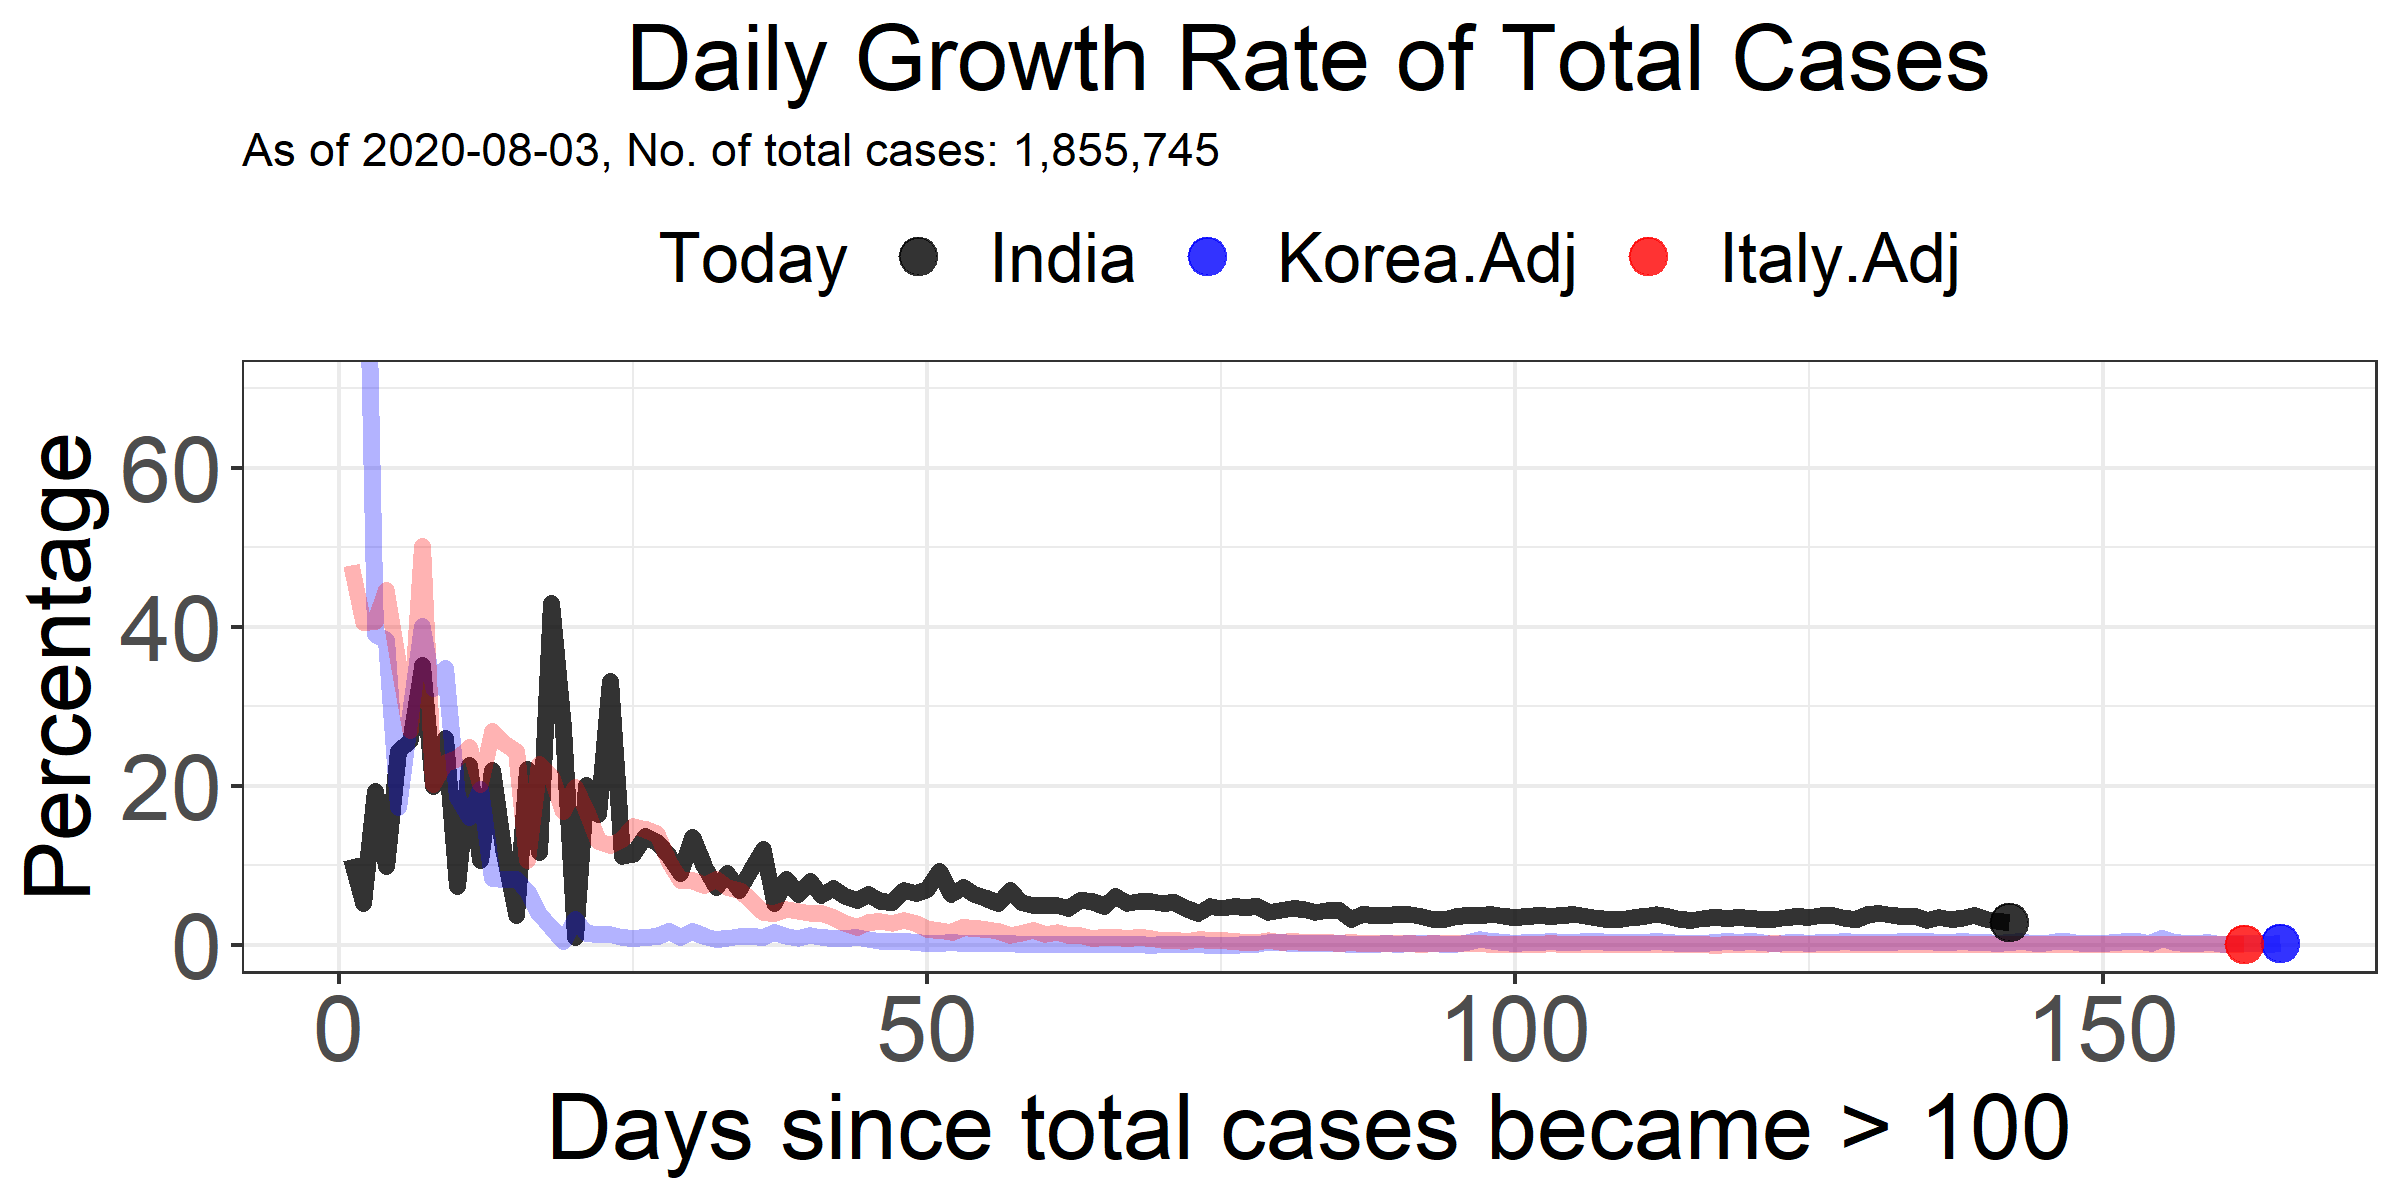 Daily Growth Rate of Total Cases
As of 2020-08-03, No. of total cases: 1,855,745
Today India Korea.Adj Italy.Adj
Percentage
60
40
20
0
0 50 100 150
Days since total cases became > 100